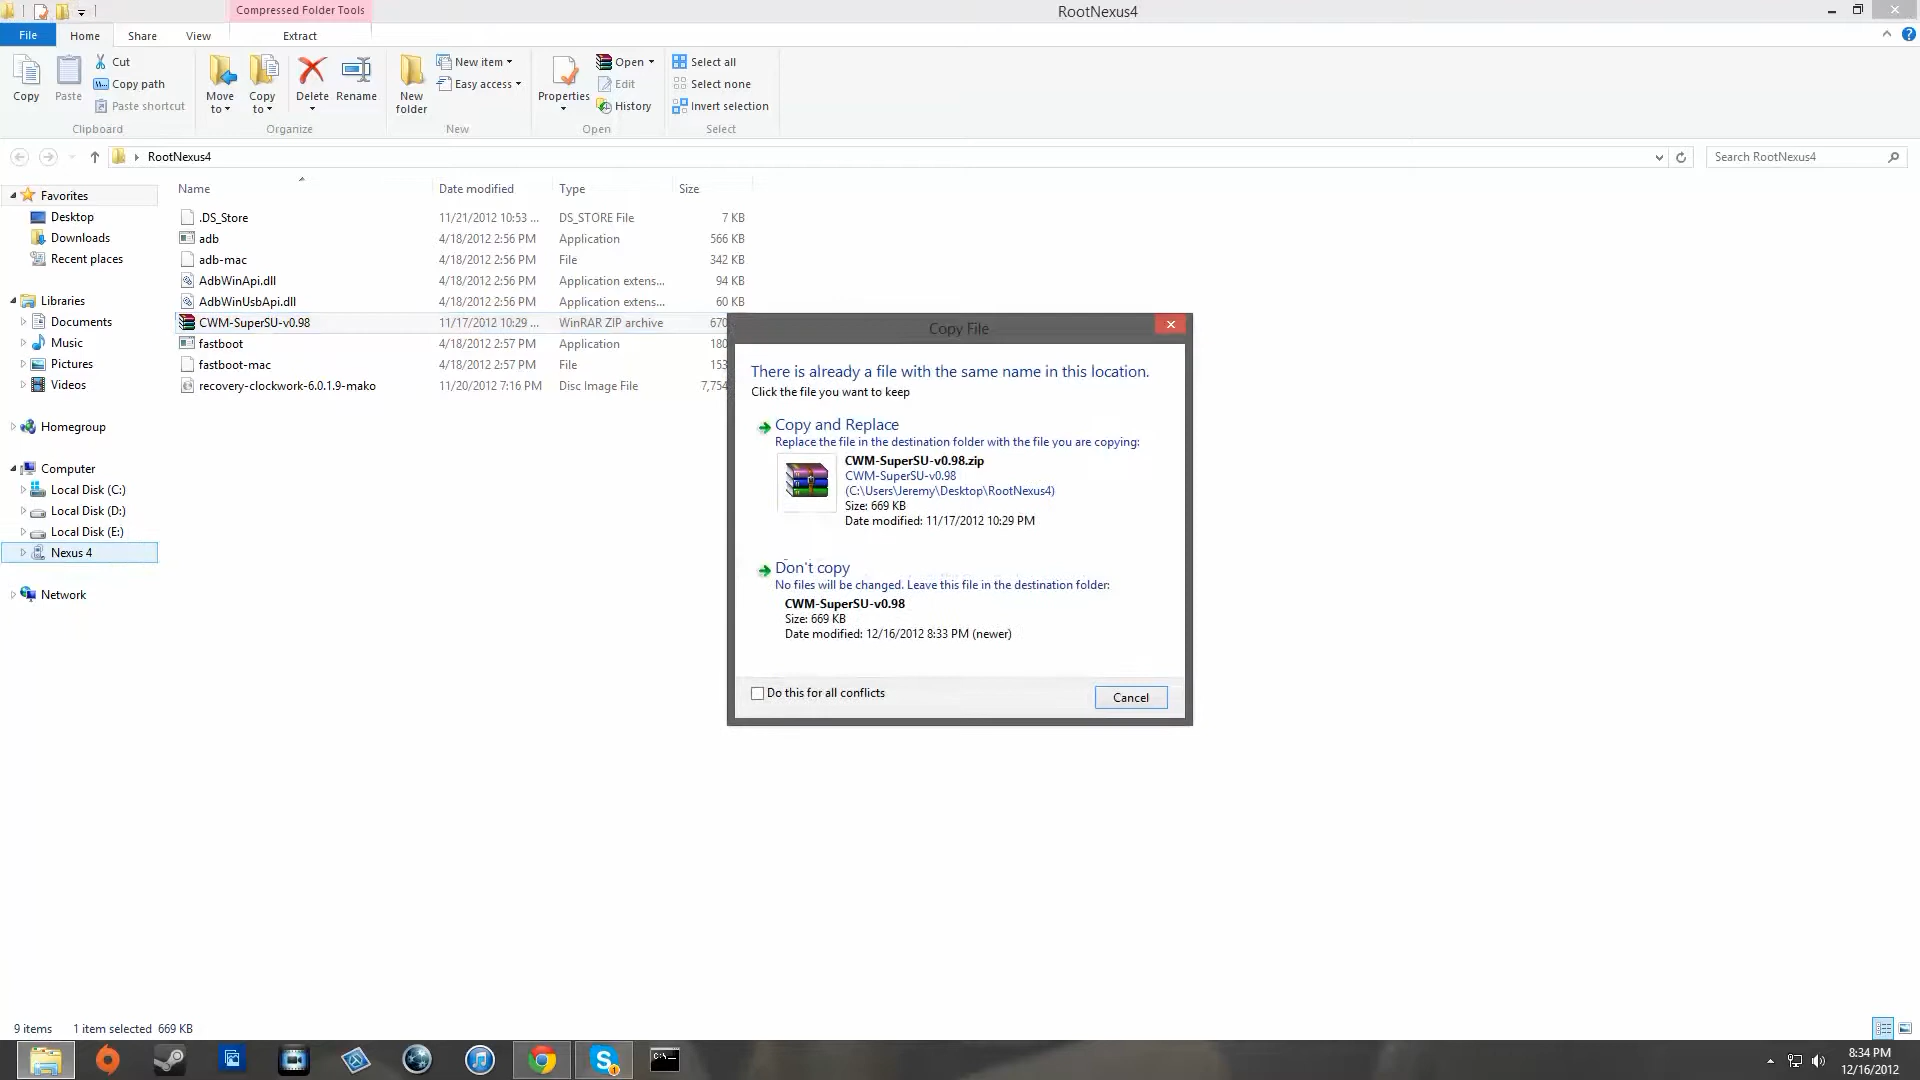 Compressed Folder Tools
RootNexus4
File
Home
Share
View
Extract
Copy
Paste
Cut
Copy path
Paste shortcut
Clipboard
Move to
Copy to
Delete
Rename
Organize
New folder
New item
Easy access
New
Properties
Open
Edit
History
Open
Select all
Select none
Invert selection
Select
RootNexus4
Search RootNexus4
Favorites
Desktop
Downloads
Recent places
Libraries
Documents
Music
Pictures
Videos
Homegroup
Computer
Local Disk (C:)
Local Disk (D:)
Local Disk (E:)
Nexus 4
Network
Name Date modified Type Size
.DS_Store 11/21/2012 10:53 ... DS_STORE File 7 KB
adb 4/18/2012 2:56 PM Application 566 KB
adb-mac 4/18/2012 2:56 PM File 342 KB
AdbWinApi.dll 4/18/2012 2:56 PM Application extens... 94 KB
AdbWinUsbApi.dll 4/18/2012 2:56 PM Application extens... 60 KB
CWM-SuperSU-v0.98 11/17/2012 10:29 ... WinRAR ZIP archive 670
fastboot 4/18/2012 2:57 PM Application 180
fastboot-mac 4/18/2012 2:57 PM File 153
recovery-clockwork-6.0.1.9-mako 11/20/2012 7:16 PM Disc Image File 7,754
Copy File
There is already a file with the same name in this location.
Click the file you want to keep
Copy and Replace
Replace the file in the destination folder with the file you are copying:
CWM-SuperSU-v0.98.zip
CWM-SuperSU-v0.98
(C:\Users\Jeremy\Desktop\RootNexus4)
Size: 669 KB
Date modified: 11/17/2012 10:29 PM
Don't copy
No files will be changed. Leave this file in the destination folder:
CWM-SuperSU-v0.98
Size: 669 KB
Date modified: 12/16/2012 8:33 PM (newer)
Do this for all conflicts
Cancel
9 items 1 item selected 669 KB
8:34 PM
12/16/2012